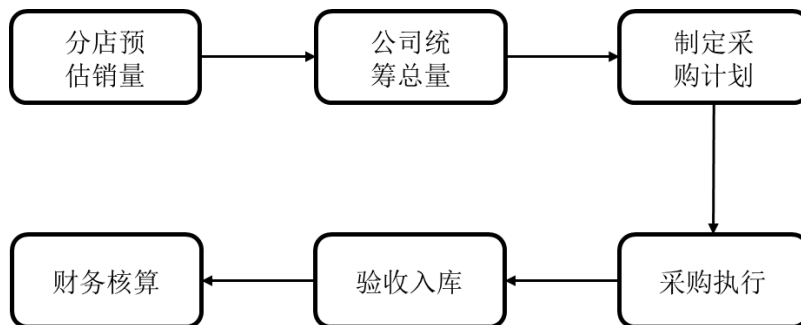 分店预
估销量
公司统
筹总量
制定采
购计划
采购执行
验收入库
财务核算